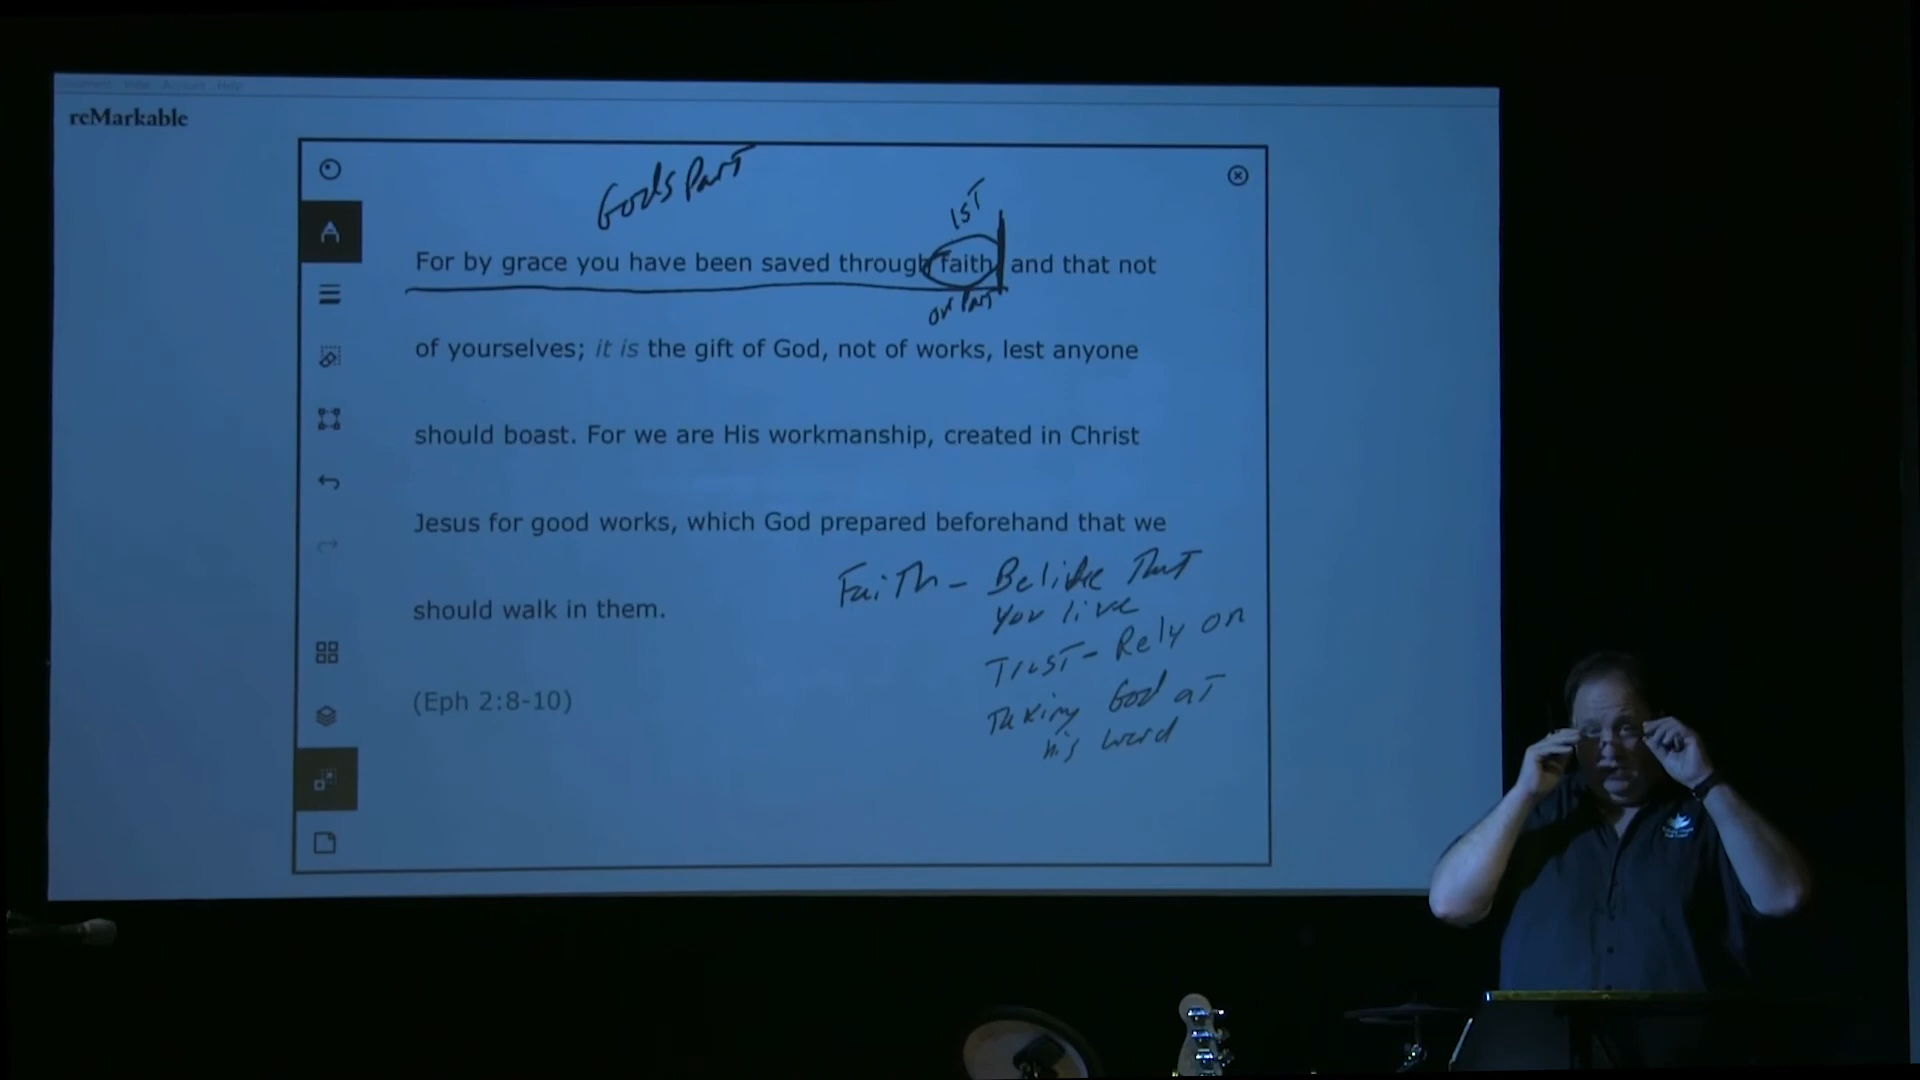 reMarkable
Gods Part
1ST
For by grace you have been saved through faith, and that not
our Part
of yourselves; it is the gift of God, not of works, lest anyone
should boast. For we are His workmanship, created in Christ
Jesus for good works, which God prepared beforehand that we
Faith - Believe That
You live
should walk in them.
Trust - Rely on
Taking God at
his word
(Eph 2:8-10)